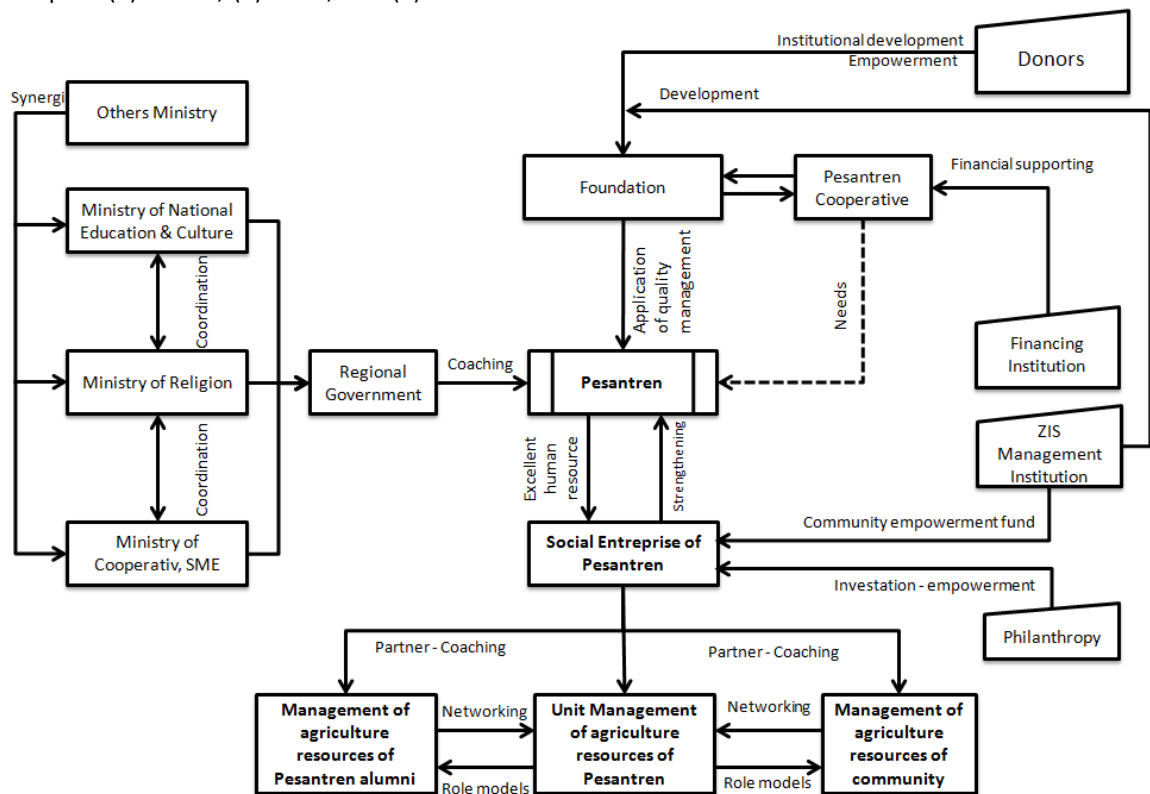 Institutional development
Empowerment
Donors
Synergi
Others Ministry
Development
Foundation
Pesantren
Cooperative
Financial supporting
Ministry of National
Education & Culture
Coordination
Application
of quality
management
Needs
Ministry of Religion
Regional
Government
Coaching
Pesantren
Financing
Institution
Coordination
Excellent
human
resource
Strengthening
ZIS
Management
Institution
Ministry of
Cooperativ, SME
Social Entreprise of
Pesantren
Community empowerment fund
Investation - empowerment
Philanthropy
Partner - Coaching
Partner - Coaching
Management of
agriculture
resources of
Pesantren alumni
Networking
Role models
Unit Management
of agriculture
resources of
Pesantren
Networking
Role models
Management of
agriculture
resources of
community